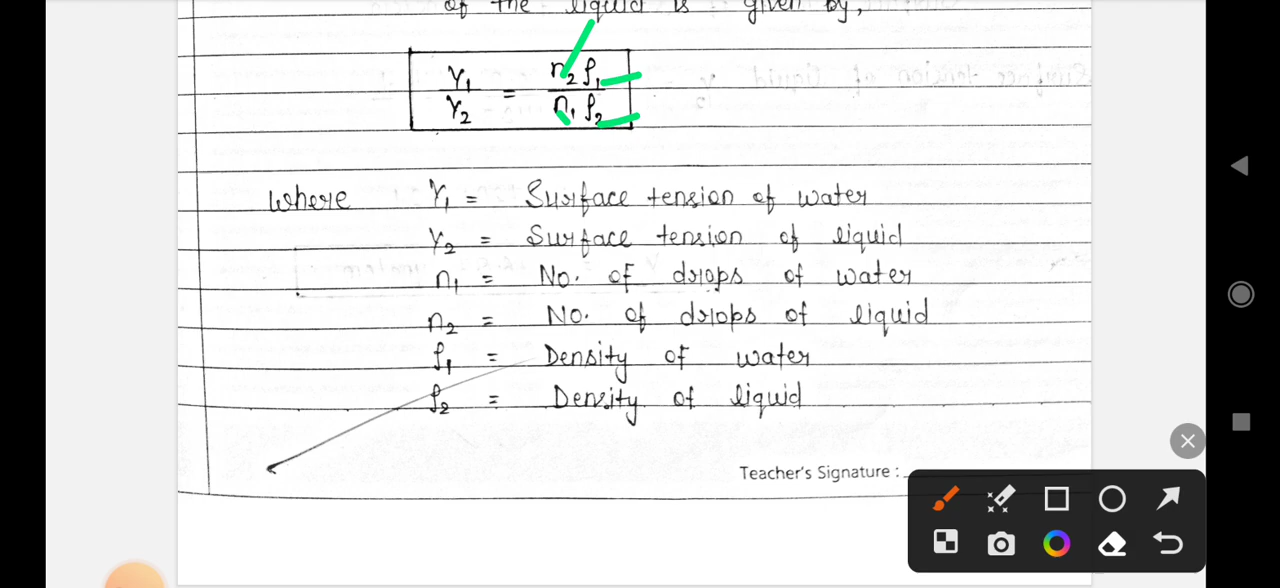 of the liquid is given by,
γ₁/γ₂ = n₂ρ₁/n₁ρ₂
where γ₁ = Surface tension of water
γ₂ = Surface tension of liquid
n₁ = No. of drops of water
n₂ = No. of drops of liquid
ρ₁ = Density of water
ρ₂ = Density of liquid
Teacher's Signature :